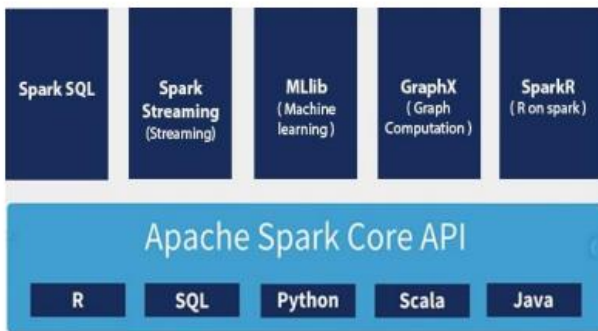 Spark SQL
Spark
Streaming
(Streaming)
MLlib
( Machine
learning )
GraphX
( Graph
Computation )
SparkR
( R on spark )
Apache Spark Core API
R
SQL
Python
Scala
Java